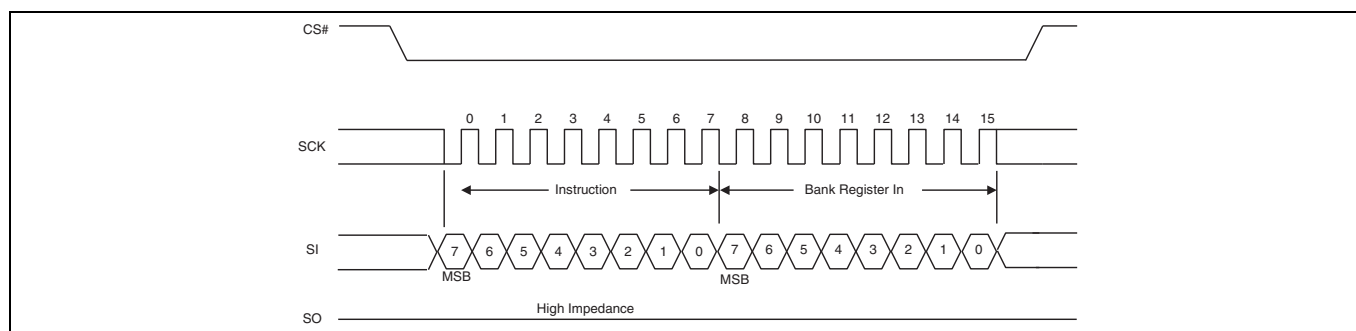 CS#
0 1 2 3 4 5 6 7 8 9 10 11 12 13 14 15
SCK
Instruction Bank Register In
SI 7 6 5 4 3 2 1 0 7 6 5 4 3 2 1 0
MSB MSB
High Impedance
SO